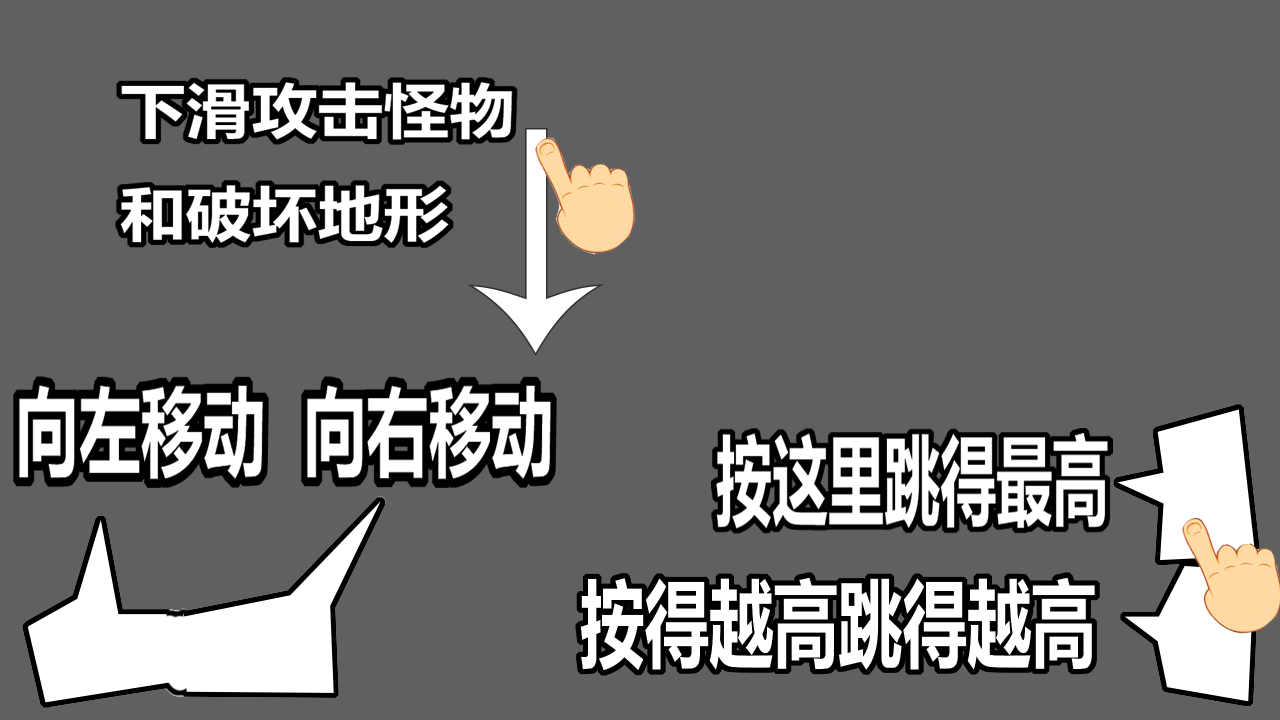 下滑攻击怪物
和破坏地形
向左移动 向右移动
按这里跳得最高
按得越高跳得越高